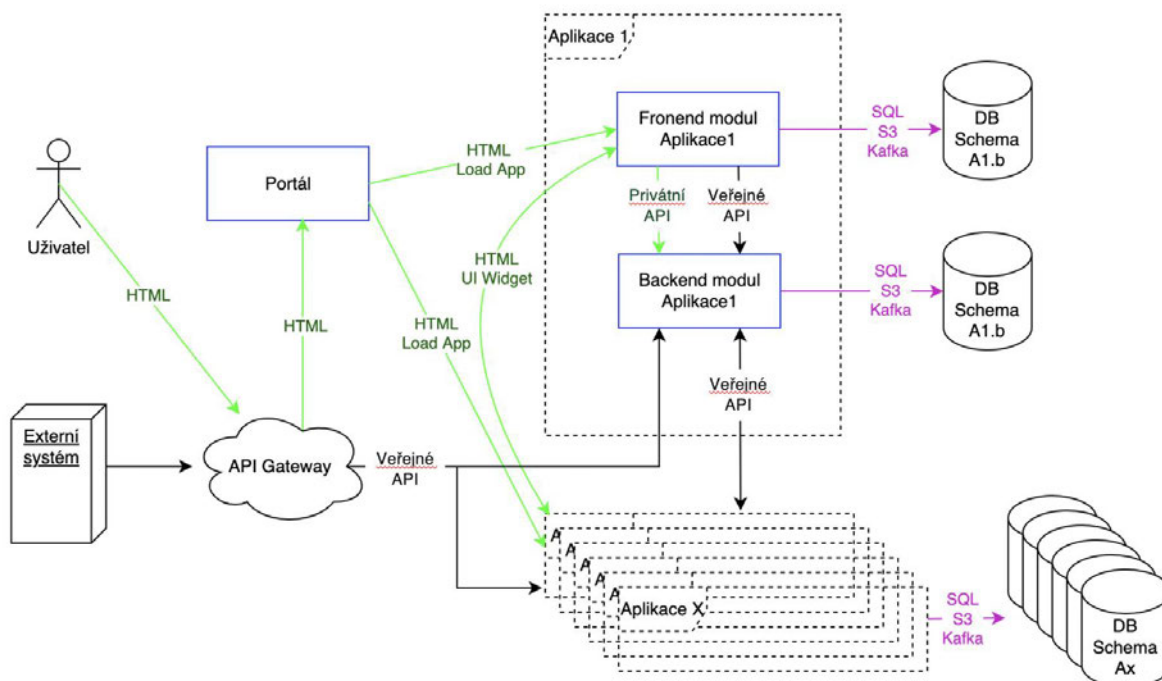 Aplikace 1
Fronend modul
Aplikace1
SQL
S3
Kafka
DB
Schema
A1.b
HTML
Load App
Portál
Privátní
API
Veřejné
API
Uživatel
HTML
HTML
HTML
UI Widget
HTML
Load App
Backend modul
Aplikace1
SQL
S3
Kafka
DB
Schema
A1.b
Veřejné
API
Externí
systém
API Gateway
Veřejné
API
A
A
A
A
A
Aplikace X
SQL
S3
Kafka
DB
Schema
Ax